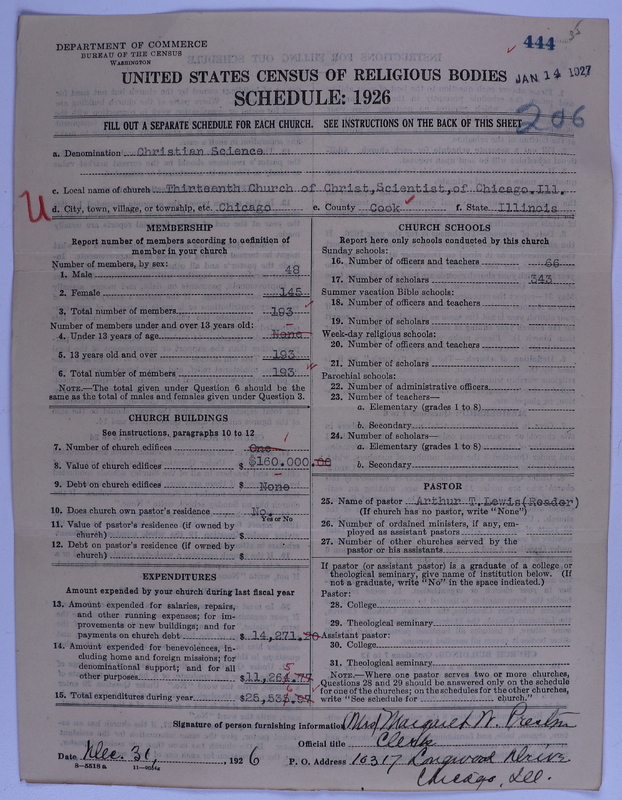 DEPARTMENT OF COMMERCE
BUREAU OF THE CENSUS
WASHINGTON
444
UNITED STATES CENSUS OF RELIGIOUS BODIES
JAN 14 1927
SCHEDULE: 1926
206
FILL OUT A SEPARATE SCHEDULE FOR EACH CHURCH. SEE INSTRUCTIONS ON THE BACK OF THIS SHEET
a. Denomination Christian Science
c. Local name of church Thirteenth Church of Christ,Scientist,of Chicago.Ill.
d. City, town, village, or township, etc. Chicago e. County Cook f. State Illinois
MEMBERSHIP
Report number of members according to definition of
member in your church
Number of members, by sex:
1. Male 48
2. Female 145
3. Total number of members 193
Number of members under and over 13 years old:
4. Under 13 years of age None
5. 13 years old and over 193
6. Total number of members 193
NOTE.—The total given under Question 6 should be the
same as the total of males and females given under Question 3.
CHURCH BUILDINGS
See instructions, paragraphs 10 to 12
7. Number of church edifices One 1
8. Value of church edifices $ $160.000.00
9. Debt on church edifices $ None
10. Does church own pastor's residence No.
Yes or No
11. Value of pastor's residence (if owned by
church) $
12. Debt on pastor's residence (if owned by
church) $
EXPENDITURES
Amount expended by your church during last fiscal year
13. Amount expended for salaries, repairs,
and other running expenses; for im-
provements or new buildings; and for
payments on church debt $ 14,271.20
14. Amount expended for benevolences, in-
cluding home and foreign missions; for
denominational support; and for all
other purposes $ 11,264.77
5
15. Total expenditures during year $ 25,535.97
6
CHURCH SCHOOLS
Report here only schools conducted by this church
Sunday schools:
16. Number of officers and teachers 66
17. Number of scholars 343
Summer vacation Bible schools:
18. Number of officers and teachers
19. Number of scholars
Week-day religious schools:
20. Number of officers and teachers
21. Number of scholars
Parochial schools:
22. Number of administrative officers
23. Number of teachers—
a. Elementary (grades 1 to 8)
b. Secondary
24. Number of scholars—
a. Elementary (grades 1 to 8)
b. Secondary
PASTOR
25. Name of pastor Arthur T.Lewis(Reader)
(If church has no pastor, write "None")
26. Number of ordained ministers, if any, em-
ployed as assistant pastors
27. Number of other churches served by the
pastor or his assistants
If pastor (or assistant pastor) is a graduate of a college or
theological seminary, give name of institution below. (If
not a graduate, write "No" in the space indicated.)
Pastor:
28. College
29. Theological seminary
Assistant pastor:
30. College
31. Theological seminary
NOTE.—Where one pastor serves two or more churches,
Questions 28 and 29 should be answered only on the schedule
for one of the churches; on the schedules for the other churches,
write "See schedule for church."
Signature of person furnishing information Mrs. Margaret W. Preston
Official title Clerk
Date Dec. 31, 1926 P. O. Address 10317 Longwood Drive
8—5518a 11—9054a
Chicago, Ill.